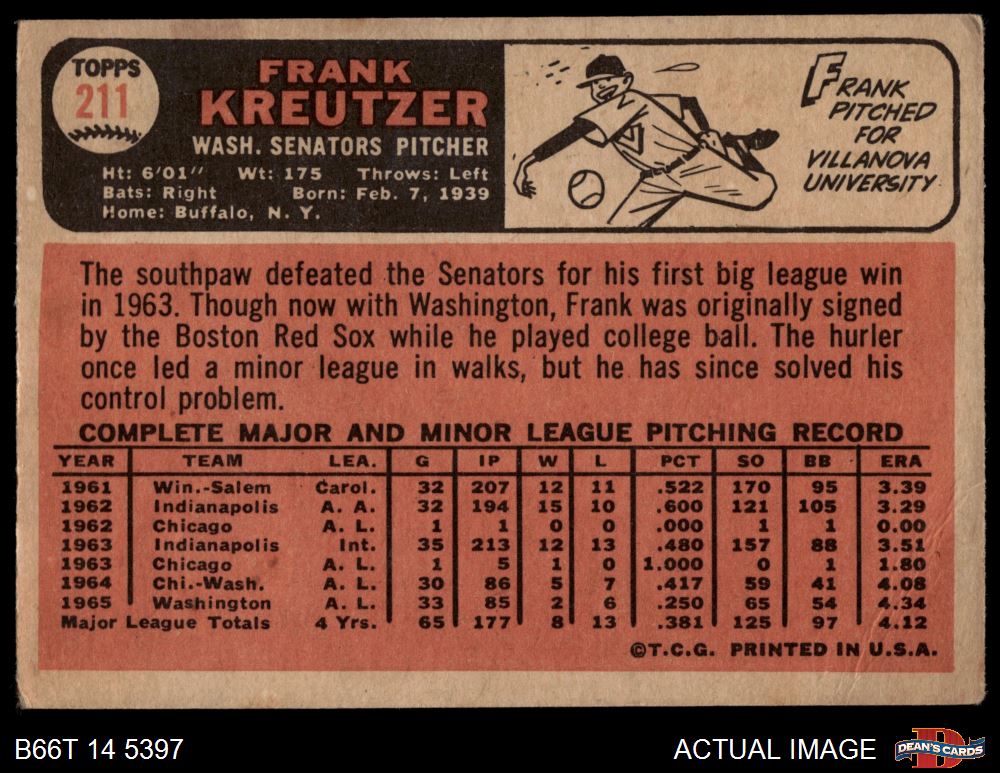 TOPPS
211
FRANK
KREUTZER
WASH. SENATORS PITCHER
Ht: 6'01" Wt: 175 Throws: Left
Bats: Right Born: Feb. 7, 1939
Home: Buffalo, N. Y.
FRANK
PITCHED
FOR
VILLANOVA
UNIVERSITY
The southpaw defeated the Senators for his first big league win
in 1963. Though now with Washington, Frank was originally signed
by the Boston Red Sox while he played college ball. The hurler
once led a minor league in walks, but he has since solved his
control problem.
COMPLETE MAJOR AND MINOR LEAGUE PITCHING RECORD
YEAR TEAM LEA. G IP W L PCT SO BB ERA
1961 Win.-Salem Carol. 32 207 12 11 .522 170 95 3.39
1962 Indianapolis A. A. 32 194 15 10 .600 121 105 3.29
1962 Chicago A. L. 1 1 0 0 .000 1 1 0.00
1963 Indianapolis Int. 35 213 12 13 .480 157 88 3.51
1963 Chicago A. L. 1 5 1 0 1.000 0 1 1.80
1964 Chi.-Wash. A. L. 30 86 5 7 .417 59 41 4.08
1965 Washington A. L. 33 85 2 6 .250 65 54 4.34
Major League Totals 4 Yrs. 65 177 8 13 .381 125 97 4.12
©T.C.G. PRINTED IN U.S.A.
B66T 14 5397
ACTUAL IMAGE
D
DEAN'S CARDS